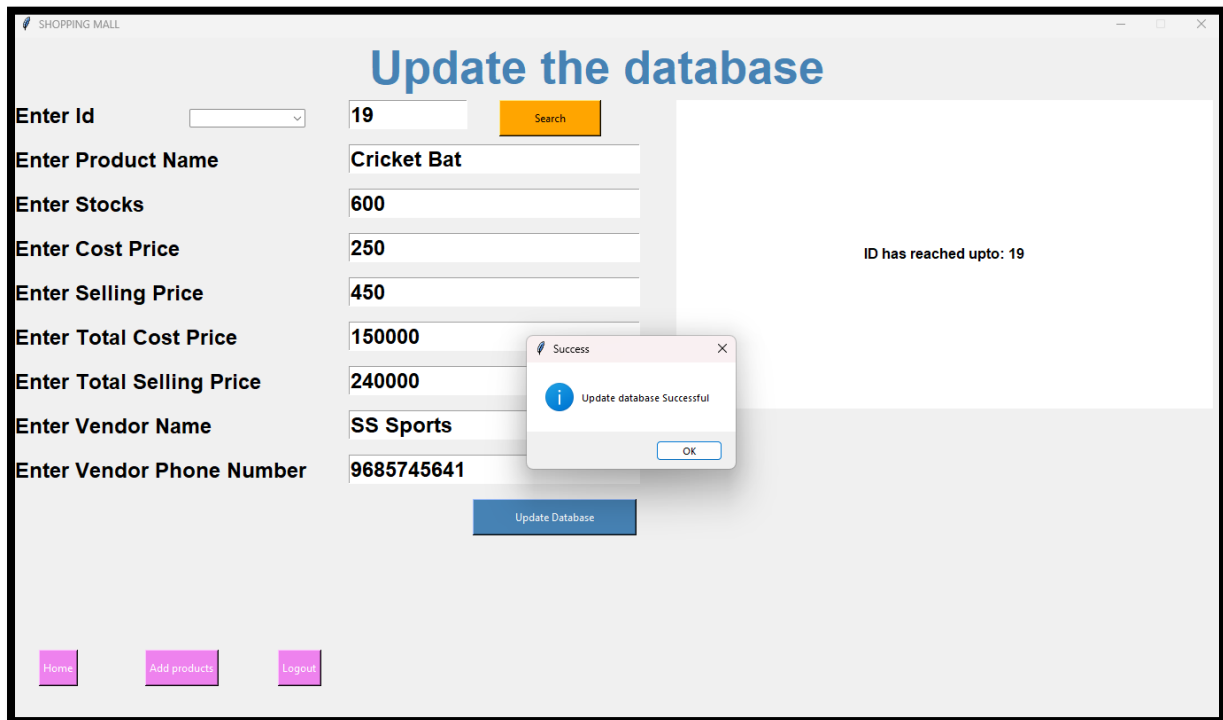 SHOPPING MALL
Update the database
Enter Id 19 Search
Enter Product Name Cricket Bat
Enter Stocks 600
Enter Cost Price 250
ID has reached upto: 19
Enter Selling Price 450
Enter Total Cost Price 150000
Success
Enter Total Selling Price 240000
Update database Successful
Enter Vendor Name SS Sports
OK
Enter Vendor Phone Number 9685745641
Update Database
Home Add products Logout